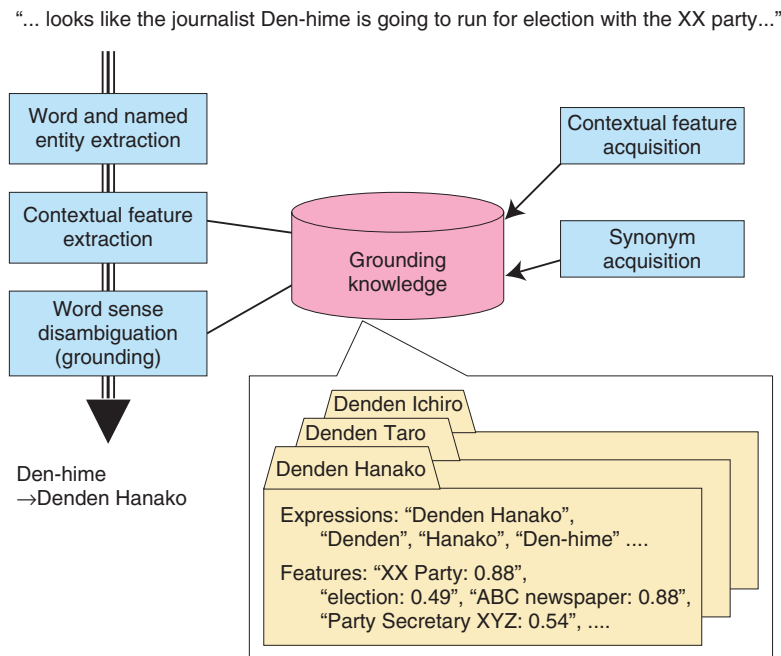 “... looks like the journalist Den-hime is going to run for election with the XX party...”
Word and named
entity extraction
Contextual feature
extraction
Word sense
disambiguation
(grounding)
Den-hime
→Denden Hanako
Grounding
knowledge
Contextual feature
acquisition
Synonym
acquisition
Denden Ichiro
Denden Taro
Denden Hanako
Expressions: “Denden Hanako”,
“Denden”, “Hanako”, “Den-hime” ....
Features: “XX Party: 0.88”,
“election: 0.49”, “ABC newspaper: 0.88”,
“Party Secretary XYZ: 0.54”, ....